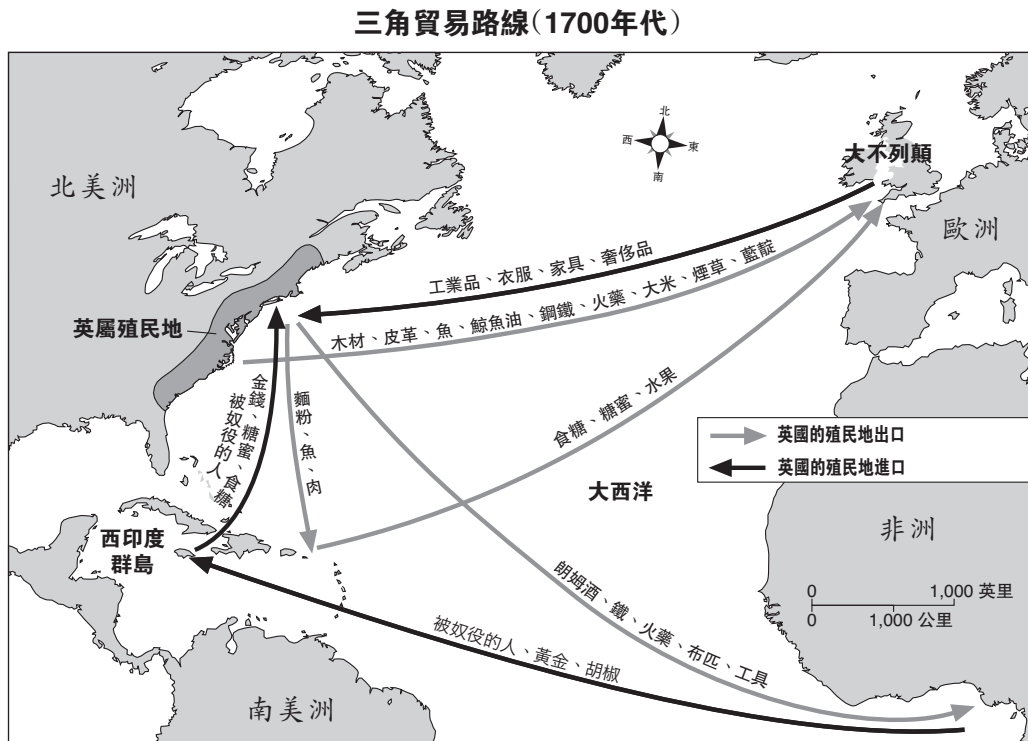 三角貿易路線(1700年代)
北
西
東
南
大不列顛
北美洲
歐洲
工業品、衣服、家具、奢侈品
木材、皮革、魚、鯨魚油、鋼鐵、火藥、大米、煙草、藍靛
英屬殖民地
金錢、糖蜜、食糖、
被奴役的人
麵粉、魚、肉
食糖、糖蜜、水果
英國的殖民地出口
英國的殖民地進口
大西洋
非洲
西印度
群島
朗姆酒、鐵、火藥、布匹、工具
0 1,000 英里
0 1,000 公里
被奴役的人、黃金、胡椒
南美洲